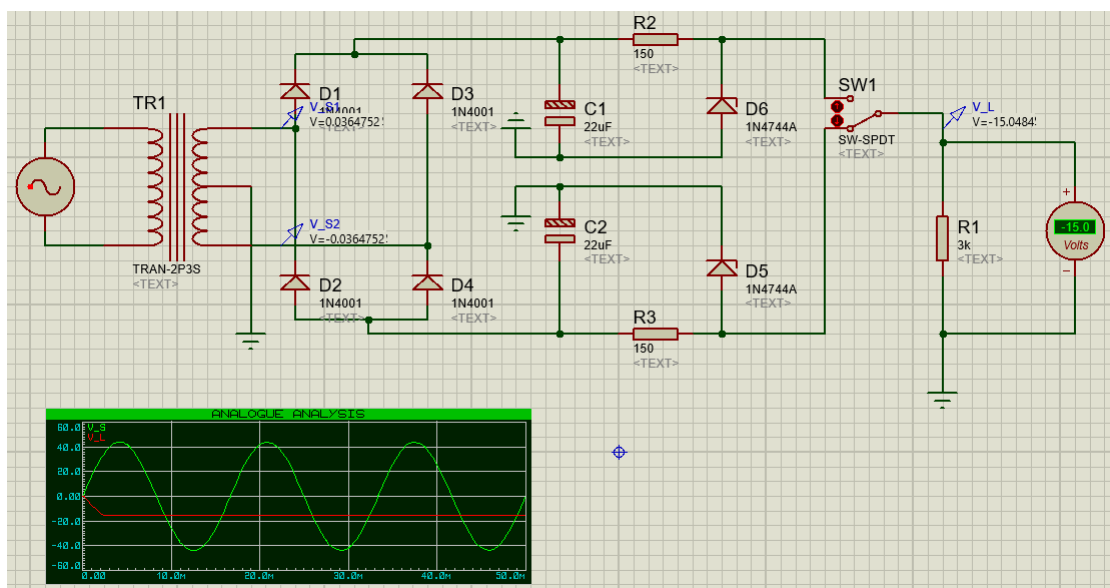 TR1
TRAN-2P3S
<TEXT>
D1
1N4001
<TEXT>
V_S1
V=0.0364752
D3
1N4001
<TEXT>
V_S2
V=-0.0364752
D2
1N4001
<TEXT>
D4
1N4001
<TEXT>
R2
150
<TEXT>
C1
22uF
<TEXT>
D6
1N4744A
<TEXT>
C2
22uF
<TEXT>
D5
1N4744A
<TEXT>
R3
150
<TEXT>
SW1
SW-SPDT
<TEXT>
V_L
V=-15.0484
R1
3k
<TEXT>
+
-15.0
Volts
ANALOGUE ANALYSIS
V_S
V_L
60.0
40.0
20.0
0.00
-20.0
-40.0
-60.0
0.00 10.0m 20.0m 30.0m 40.0m 50.0m